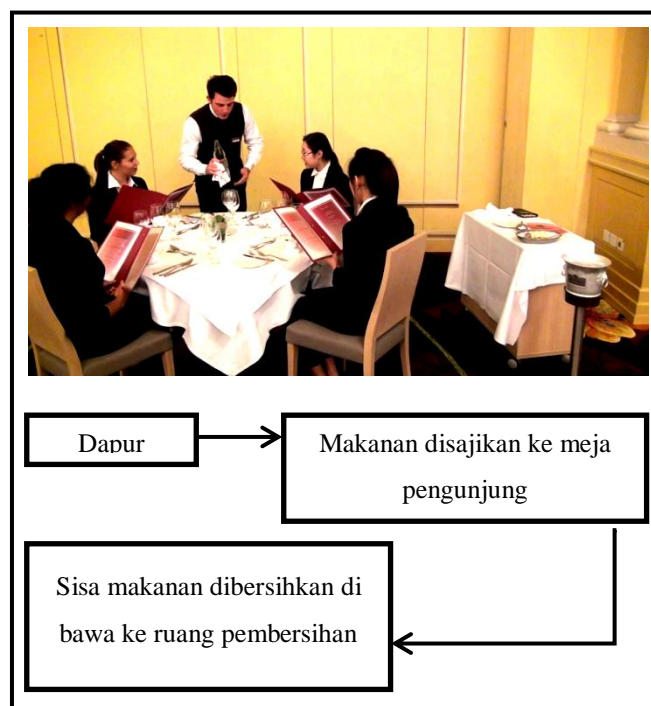 Dapur
Makanan disajikan ke meja
pengunjung
Sisa makanan dibersihkan di
bawa ke ruang pembersihan